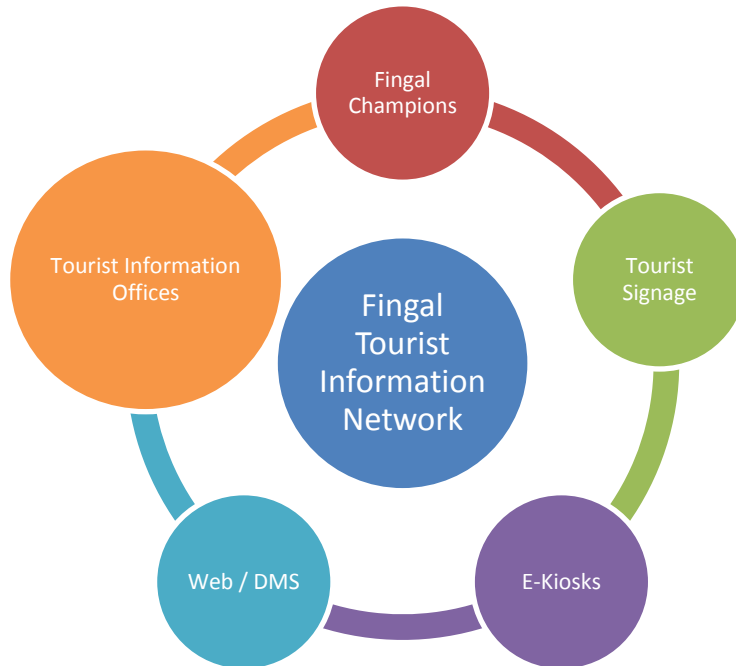 Fingal
Champions
Tourist Information
Offices
Tourist
Signage
Fingal
Tourist
Information
Network
Web / DMS
E-Kiosks